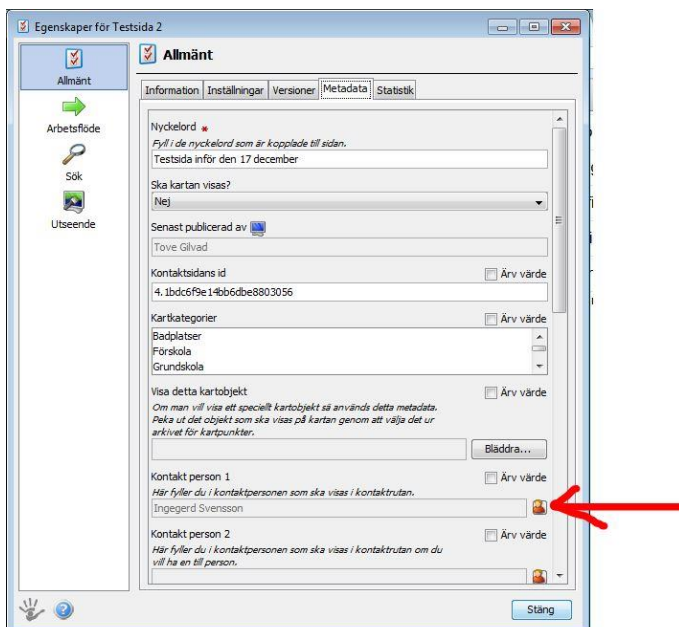 Egenskaper för Testsida 2
Allmänt
Arbetsflöde
Sök
Utseende
Allmänt
Information Inställningar Versioner Metadata Statistik
Nyckelord *
Fyll i de nyckelord som är kopplade till sidan.
Testsida inför den 17 december
Ska kartan visas?
Nej
Senast publicerad av
Tove Gilvad
Kontaktsidans id Ärv värde
4.1bdc6f9e14bb6dbe8803056
Kartkategorier Ärv värde
Badplatser
Förskola
Grundskola
Visa detta kartobjekt Ärv värde
Om man vill visa ett speciellt kartobjekt så används detta metadata.
Peka ut det objekt som ska visas på kartan genom att välja det ur
arkivet för kartpunkter.
Bläddra...
Kontakt person 1 Ärv värde
Här fyller du i kontaktpersonen som ska visas i kontaktrutan.
Ingegerd Svensson
Kontakt person 2 Ärv värde
Här fyller du i kontaktpersonen som ska visas i kontaktrutan om du
vill ha en till person.
Stäng